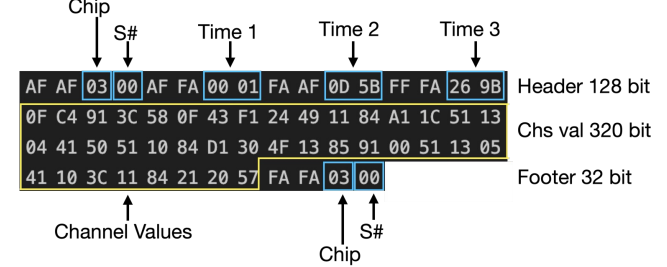 Chip
S#
Time 1
Time 2
Time 3
AF AF 03 00 AF FA 00 01 FA AF 0D 5B FF FA 26 9B
Header 128 bit
0F C4 91 3C 58 0F 43 F1 24 49 11 84 A1 1C 51 13
Chs val 320 bit
04 41 50 51 10 84 D1 30 4F 13 85 91 00 51 13 05
41 10 3C 11 84 21 20 57 FA FA 03 00
Footer 32 bit
Channel Values
S#
Chip